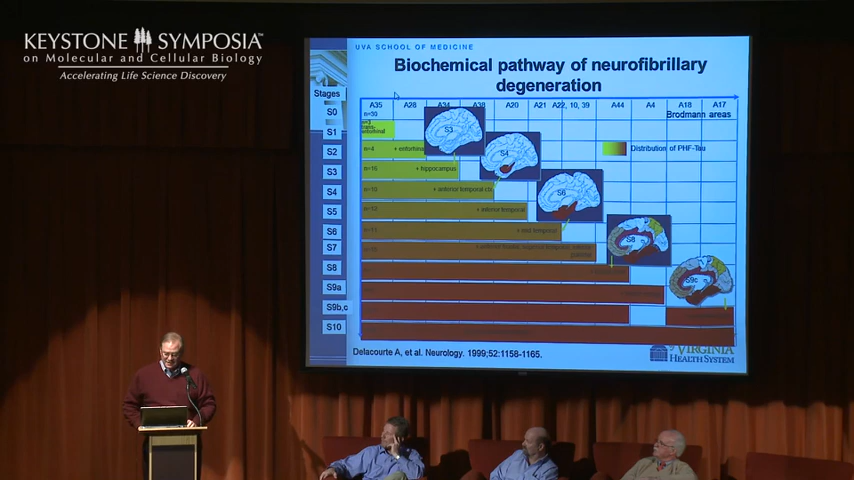 KEYSTONE SYMPOSIA™
on Molecular and Cellular Biology
Accelerating Life Science Discovery
UVA SCHOOL OF MEDICINE
Biochemical pathway of neurofibrillary
degeneration
Stages
A35 A28 A34 A38 A20 A21 A22, 10, 39 A44 A4 A18 A17
S0
Brodmann areas
S1
S3
S2 n=4 + entorhinal
S4
Distribution of PHF-Tau
S3 n=16 + hippocampus
S4 n=10 + anterior temporal ctx
S6
S5 + inferior temporal
S6 n=11 + mid temporal
S8
S7
S8
S9c
S9a
S9b,c
S10
Delacourte A, et al. Neurology. 1999;52:1158-1165.
VIRGINIA
HEALTH SYSTEM